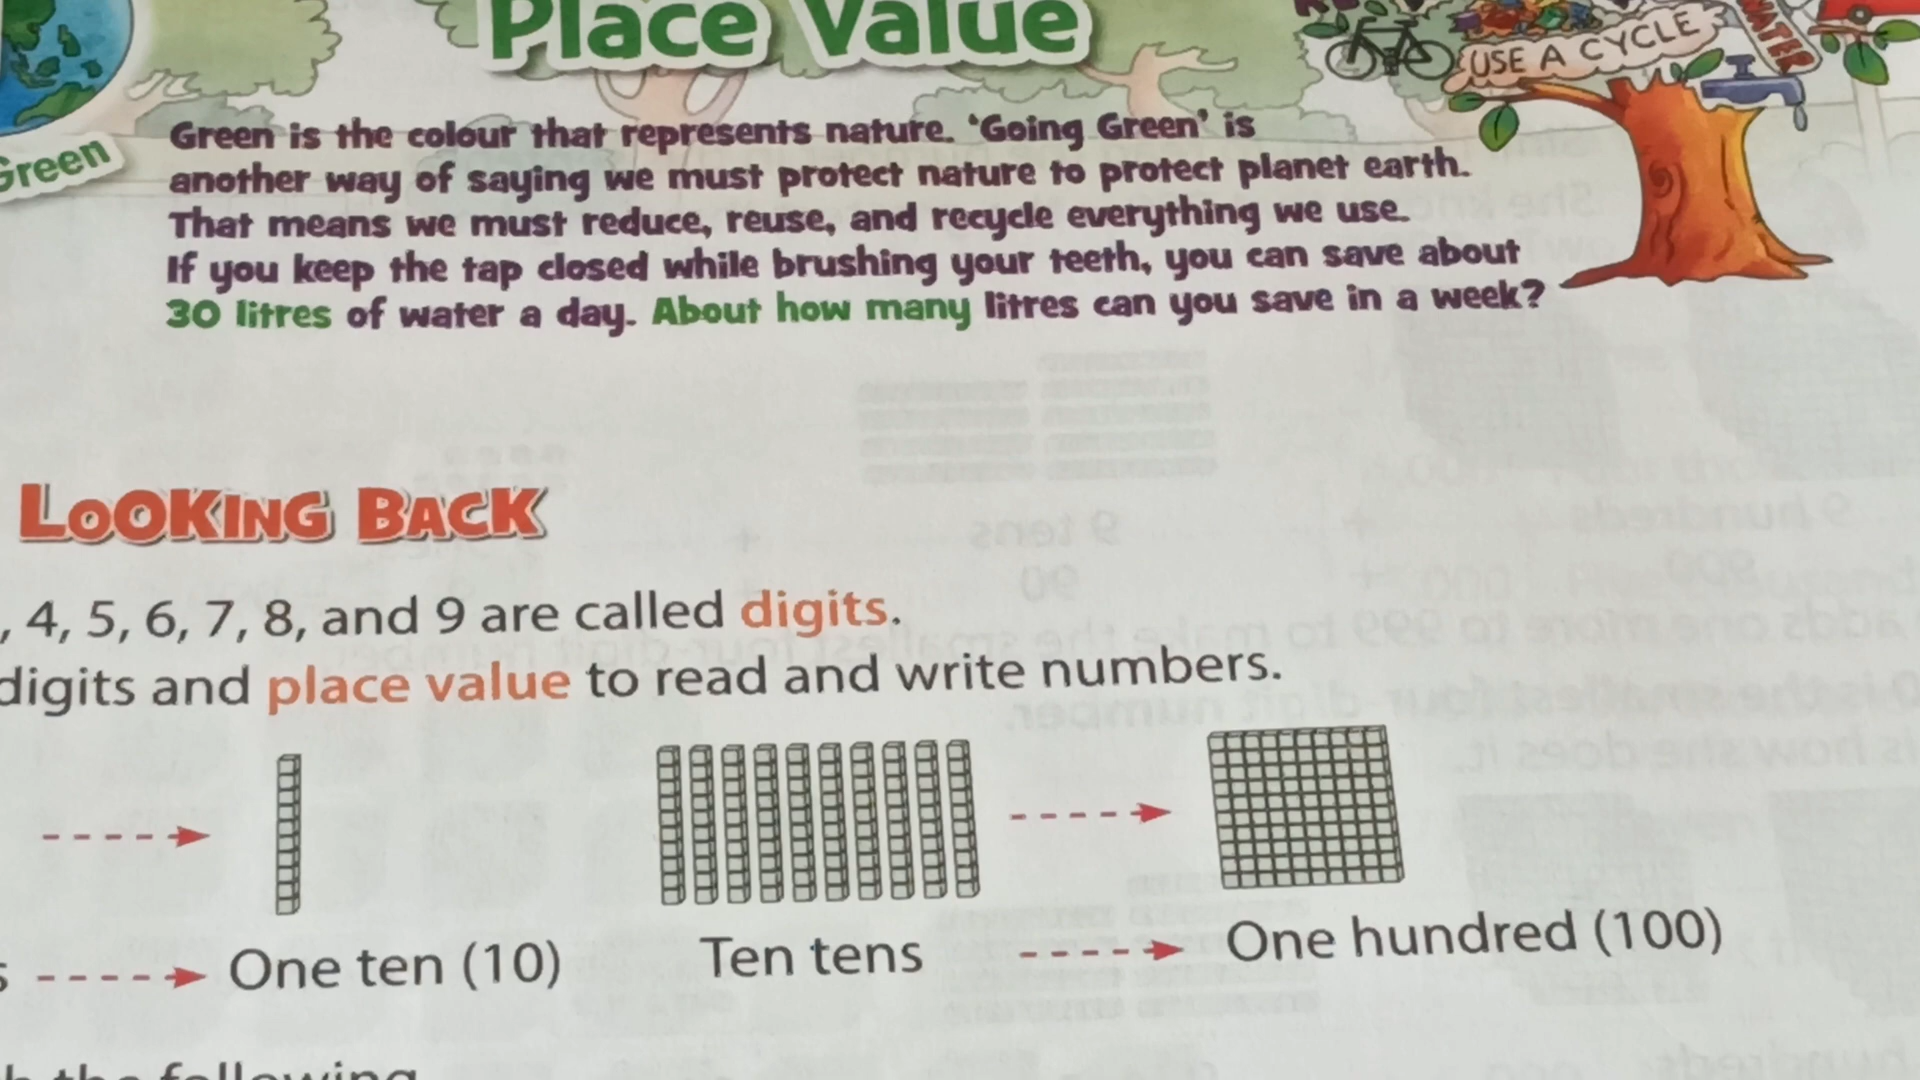 Place Value
USE A CYCLE
WATER
Green
Green is the colour that represents nature. ‘Going Green’ is
another way of saying we must protect nature to protect planet earth.
That means we must reduce, reuse, and recycle everything we use.
If you keep the tap closed while brushing your teeth, you can save about
30 litres of water a day. About how many litres can you save in a week?
LOOKING BACK
, 4, 5, 6, 7, 8, and 9 are called digits.
digits and place value to read and write numbers.
One ten (10) Ten tens One hundred (100)
the following